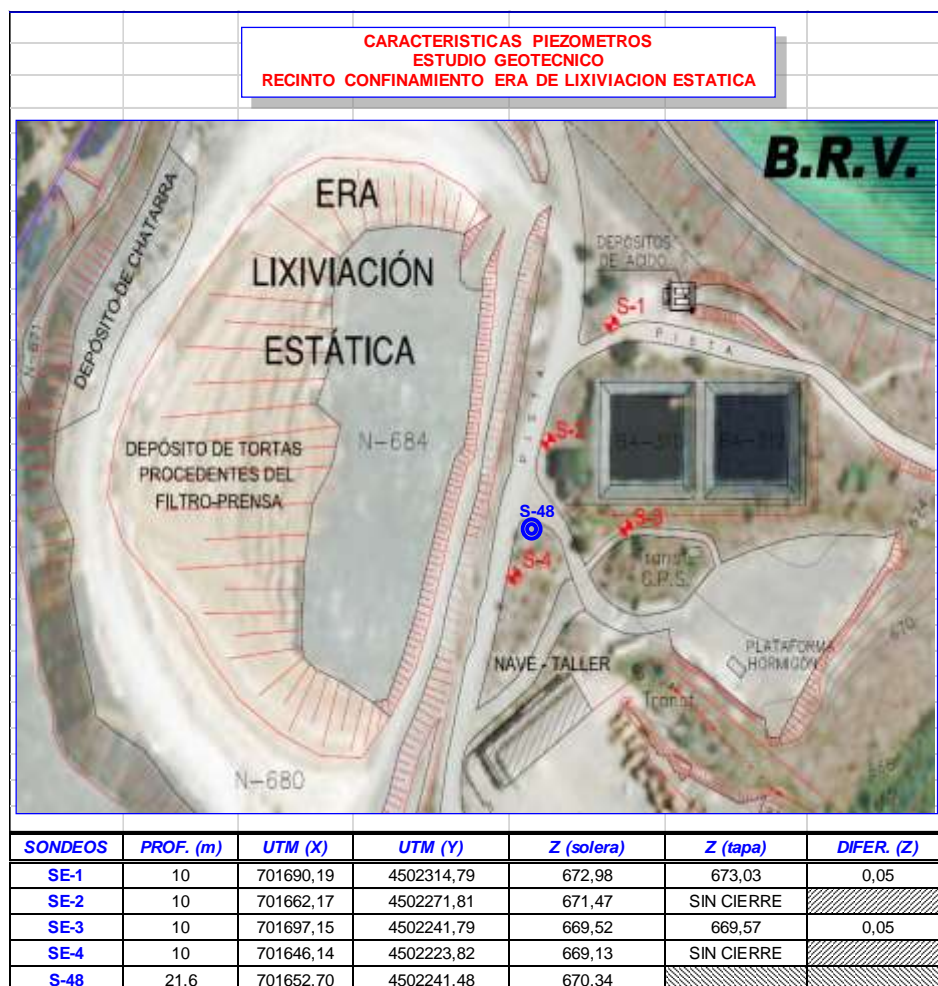 CARACTERISTICAS PIEZOMETROS
ESTUDIO GEOTECNICO
RECINTO CONFINAMIENTO ERA DE LIXIVIACION ESTATICA
B.R.V.
ERA
LIXIVIACIÓN
ESTÁTICA
DEPÓSITO DE CHATARRA
N-671
DEPÓSITOS
DE ACIDO
S-1
PISTA
PISTA
S-2
N-684
DEPÓSITO DE TORTAS
PROCEDENTES DEL
FILTRO-PRENSA
S-48
S-3
S-4
C.P.S.
674
670
PLATAFORMA
HORMIGÓN
NAVE - TALLER
Transf.
N-680
SONDEOS PROF. (m) UTM (X) UTM (Y) Z (solera) Z (tapa) DIFER. (Z)
SE-1 10 701690,19 4502314,79 672,98 673,03 0,05
SE-2 10 701662,17 4502271,81 671,47 SIN CIERRE
SE-3 10 701697,15 4502241,79 669,52 669,57 0,05
SE-4 10 701646,14 4502223,82 669,13 SIN CIERRE
S-48 21,6 701652,70 4502241,48 670,34